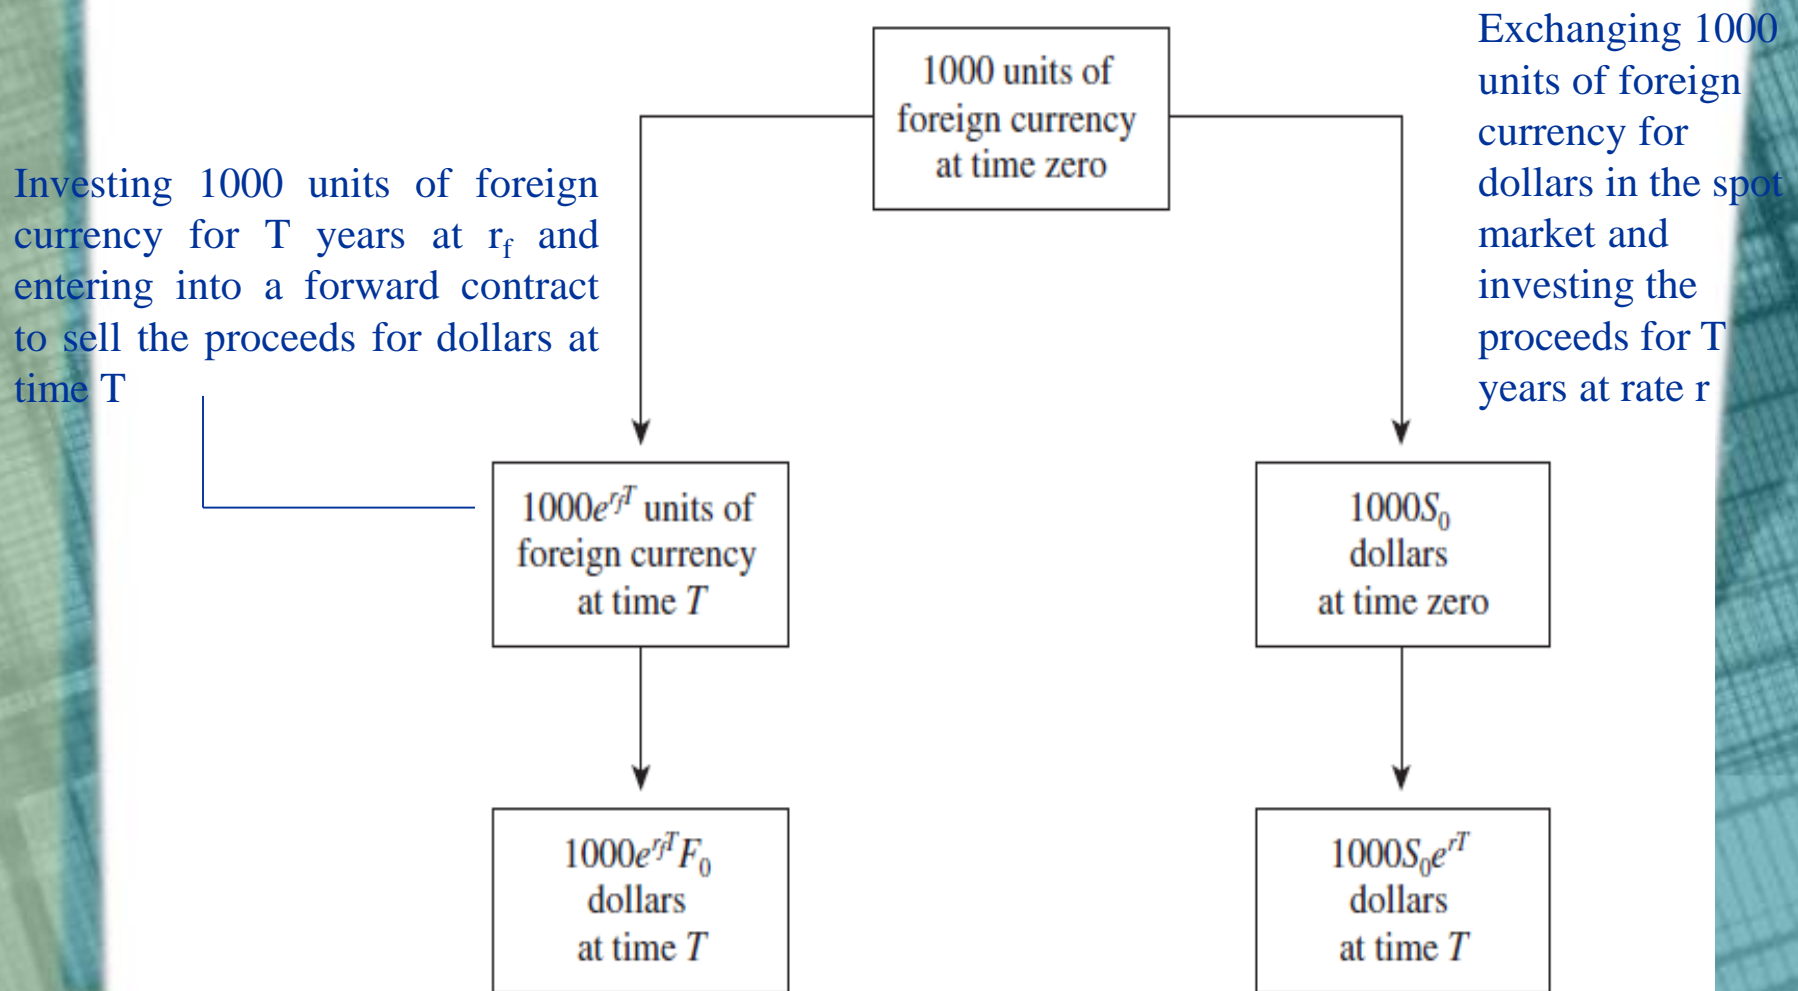 1000 units of
foreign currency
at time zero
Investing 1000 units of foreign
currency for T years at r_f and
entering into a forward contract
to sell the proceeds for dollars at
time T
Exchanging 1000
units of foreign
currency for
dollars in the spot
market and
investing the
proceeds for T
years at rate r
1000e^{r_f T} units of
foreign currency
at time T
1000S_0
dollars
at time zero
1000e^{r_f T}F_0
dollars
at time T
1000S_0e^{rT}
dollars
at time T